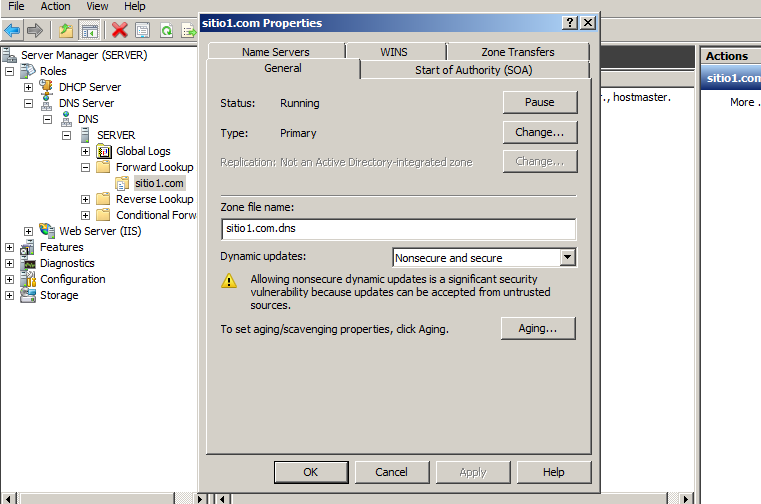 File Action View Help
Server Manager (SERVER)
Roles
DHCP Server
DNS Server
DNS
SERVER
Global Logs
Forward Lookup
sitio1.com
Reverse Lookup
Conditional Forw
Web Server (IIS)
Features
Diagnostics
Configuration
Storage
sitio1.com Properties
Name Servers WINS Zone Transfers
General Start of Authority (SOA)
Status: Running Pause
Type: Primary Change...
Replication: Not an Active Directory-integrated zone Change...
Zone file name:
sitio1.com.dns
Dynamic updates: Nonsecure and secure
Allowing nonsecure dynamic updates is a significant security
vulnerability because updates can be accepted from untrusted
sources.
To set aging/scavenging properties, click Aging. Aging...
OK Cancel Apply Help
., hostmaster.
Actions
sitio1.com
More .